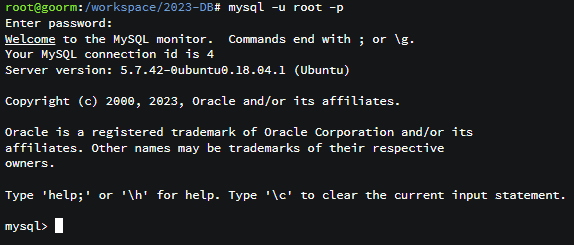 root@goorm:/workspace/2023-DB# mysql -u root -p
Enter password:
Welcome to the MySQL monitor.  Commands end with ; or \g.
Your MySQL connection id is 4
Server version: 5.7.42-0ubuntu0.18.04.1 (Ubuntu)
Copyright (c) 2000, 2023, Oracle and/or its affiliates.
Oracle is a registered trademark of Oracle Corporation and/or its
affiliates. Other names may be trademarks of their respective
owners.
Type 'help;' or '\h' for help. Type '\c' to clear the current input statement.
mysql>